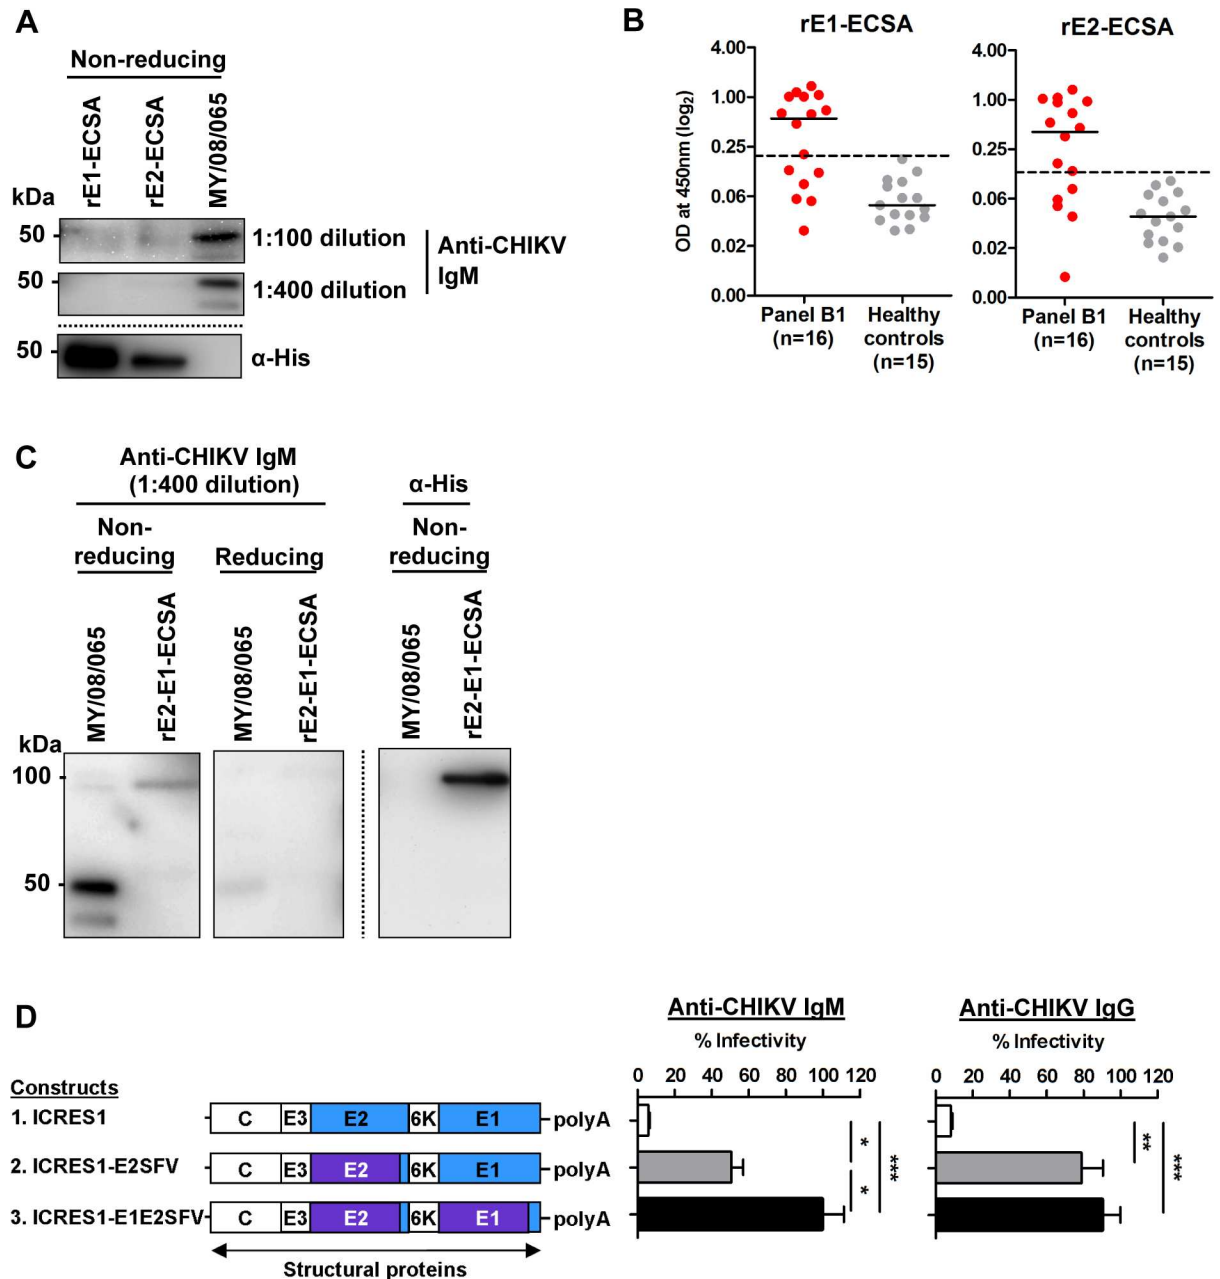 A
Non-reducing
rE1-ECSA
rE2-ECSA
MY/08/065
kDa
50
1:100 dilution
50
1:400 dilution
Anti-CHIKV
IgM
50
α-His
B
rE1-ECSA
OD at 450nm (log2)
4.00
1.00
0.25
0.06
0.02
0.00
Panel B1
(n=16)
Healthy
controls
(n=15)
rE2-ECSA
4.00
1.00
0.25
0.06
0.02
0.00
Panel B1
(n=16)
Healthy
controls
(n=15)
C
Anti-CHIKV IgM
(1:400 dilution)
Non-
reducing
Reducing
α-His
Non-
reducing
MY/08/065
rE2-E1-ECSA
MY/08/065
rE2-E1-ECSA
MY/08/065
rE2-E1-ECSA
kDa
100
50
D
Constructs
1. ICRES1
C E3 E2 6K E1 polyA
2. ICRES1-E2SFV
C E3 E2 6K E1 polyA
3. ICRES1-E1E2SFV
C E3 E2 6K E1 polyA
Structural proteins
Anti-CHIKV IgM
% Infectivity
0 20 40 60 80 100 120
*
*
***
Anti-CHIKV IgG
% Infectivity
0 20 40 60 80 100 120
**
***